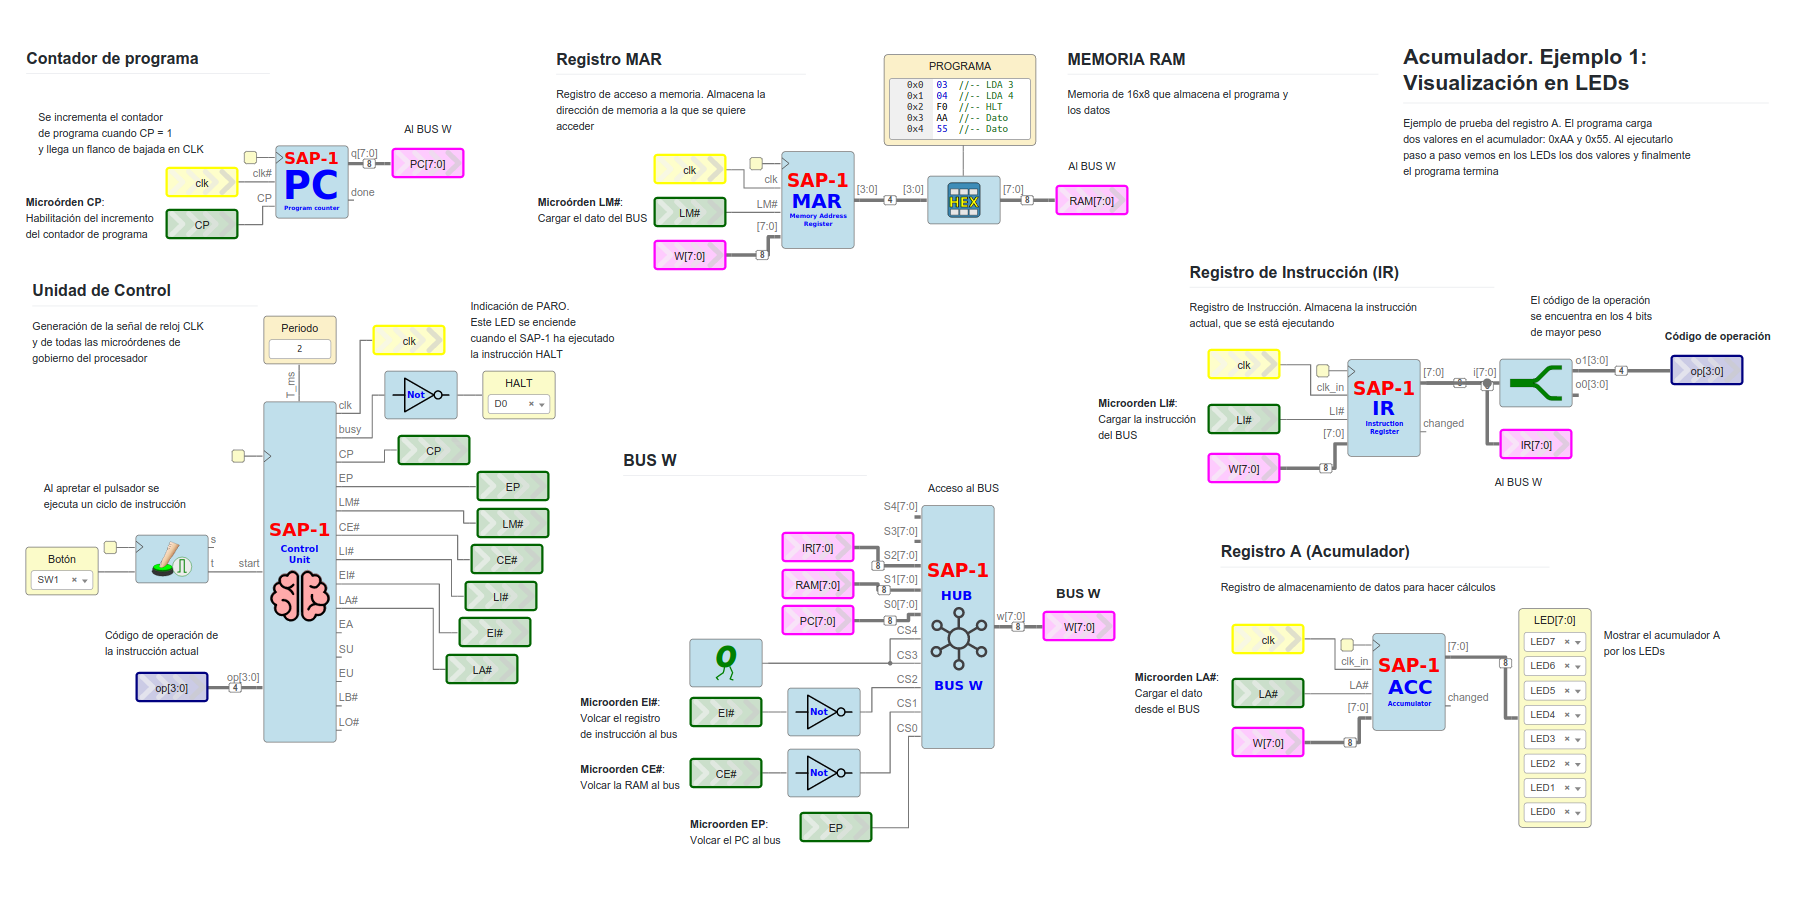 Contador de programa
Se incrementa el contador
de programa cuando CP = 1
y llega un flanco de bajada en CLK
Al BUS W
clk
clk#
CP
SAP-1
PC
Program counter
q[7:0]
8
done
PC[7:0]
Microórden CP:
Habilitación del incremento
del contador de programa
CP
Registro MAR
Registro de acceso a memoria. Almacena la
dirección de memoria a la que se quiere
acceder
clk
clk
Microórden LM#:
Cargar el dato del BUS
LM#
LM#
[7:0]
W[7:0]
8
SAP-1
MAR
Memory Address
Register
[3:0]
4
[3:0]
PROGRAMA
0x0 03 //-- LDA 3
0x1 04 //-- LDA 4
0x2 F0 //-- HLT
0x3 AA //-- Dato
0x4 55 //-- Dato
HEX
[7:0]
8
MEMORIA RAM
Memoria de 16x8 que almacena el programa y
los datos
Al BUS W
RAM[7:0]
Acumulador. Ejemplo 1:
Visualización en LEDs
Ejemplo de prueba del registro A. El programa carga
dos valores en el acumulador: 0xAA y 0x55. Al ejecutarlo
paso a paso vemos en los LEDs los dos valores y finalmente
el programa termina
Unidad de Control
Generación de la señal de reloj CLK
y de todas las microórdenes de
gobierno del procesador
Periodo
2
T_ms
clk
Indicación de PARO.
Este LED se enciende
cuando el SAP-1 ha ejecutado
la instrucción HALT
Not
HALT
D0
clk
busy
CP
EP
LM#
CE#
LI#
EI#
LA#
EA
SU
EU
LB#
LO#
CP
EP
LM#
CE#
LI#
EI#
LA#
SAP-1
Control
Unit
start
op[3:0]
Al apretar el pulsador se
ejecuta un ciclo de instrucción
Botón
SW1
s
t
Código de operación de
la instrucción actual
op[3:0]
4
BUS W
Acceso al BUS
IR[7:0]
8
RAM[7:0]
8
PC[7:0]
8
S4[7:0]
S3[7:0]
S2[7:0]
S1[7:0]
S0[7:0]
CS4
CS3
CS2
CS1
CS0
SAP-1
HUB
BUS W
w[7:0]
8
BUS W
W[7:0]
0
Microorden EI#:
Volcar el registro
de instrucción al bus
EI#
Not
Microorden CE#:
Volcar la RAM al bus
CE#
Not
Microorden EP:
Volcar el PC al bus
EP
Registro de Instrucción (IR)
Registro de Instrucción. Almacena la instrucción
actual, que se está ejecutando
El código de la operación
se encuentra en los 4 bits
de mayor peso
Código de operación
clk
clk_in
Microorden LI#:
Cargar la instrucción
del BUS
LI#
LI#
[7:0]
W[7:0]
8
SAP-1
IR
Instruction
Register
[7:0]
8
changed
i[7:0]
o1[3:0]
o0[3:0]
4
op[3:0]
IR[7:0]
Al BUS W
Registro A (Acumulador)
Registro de almacenamiento de datos para hacer cálculos
clk
clk_in
Microorden LA#:
Cargar el dato
desde el BUS
LA#
LA#
[7:0]
W[7:0]
8
SAP-1
ACC
Accumulator
[7:0]
8
changed
LED[7:0]
LED7
LED6
LED5
LED4
LED3
LED2
LED1
LED0
Mostrar el acumulador A
por los LEDs